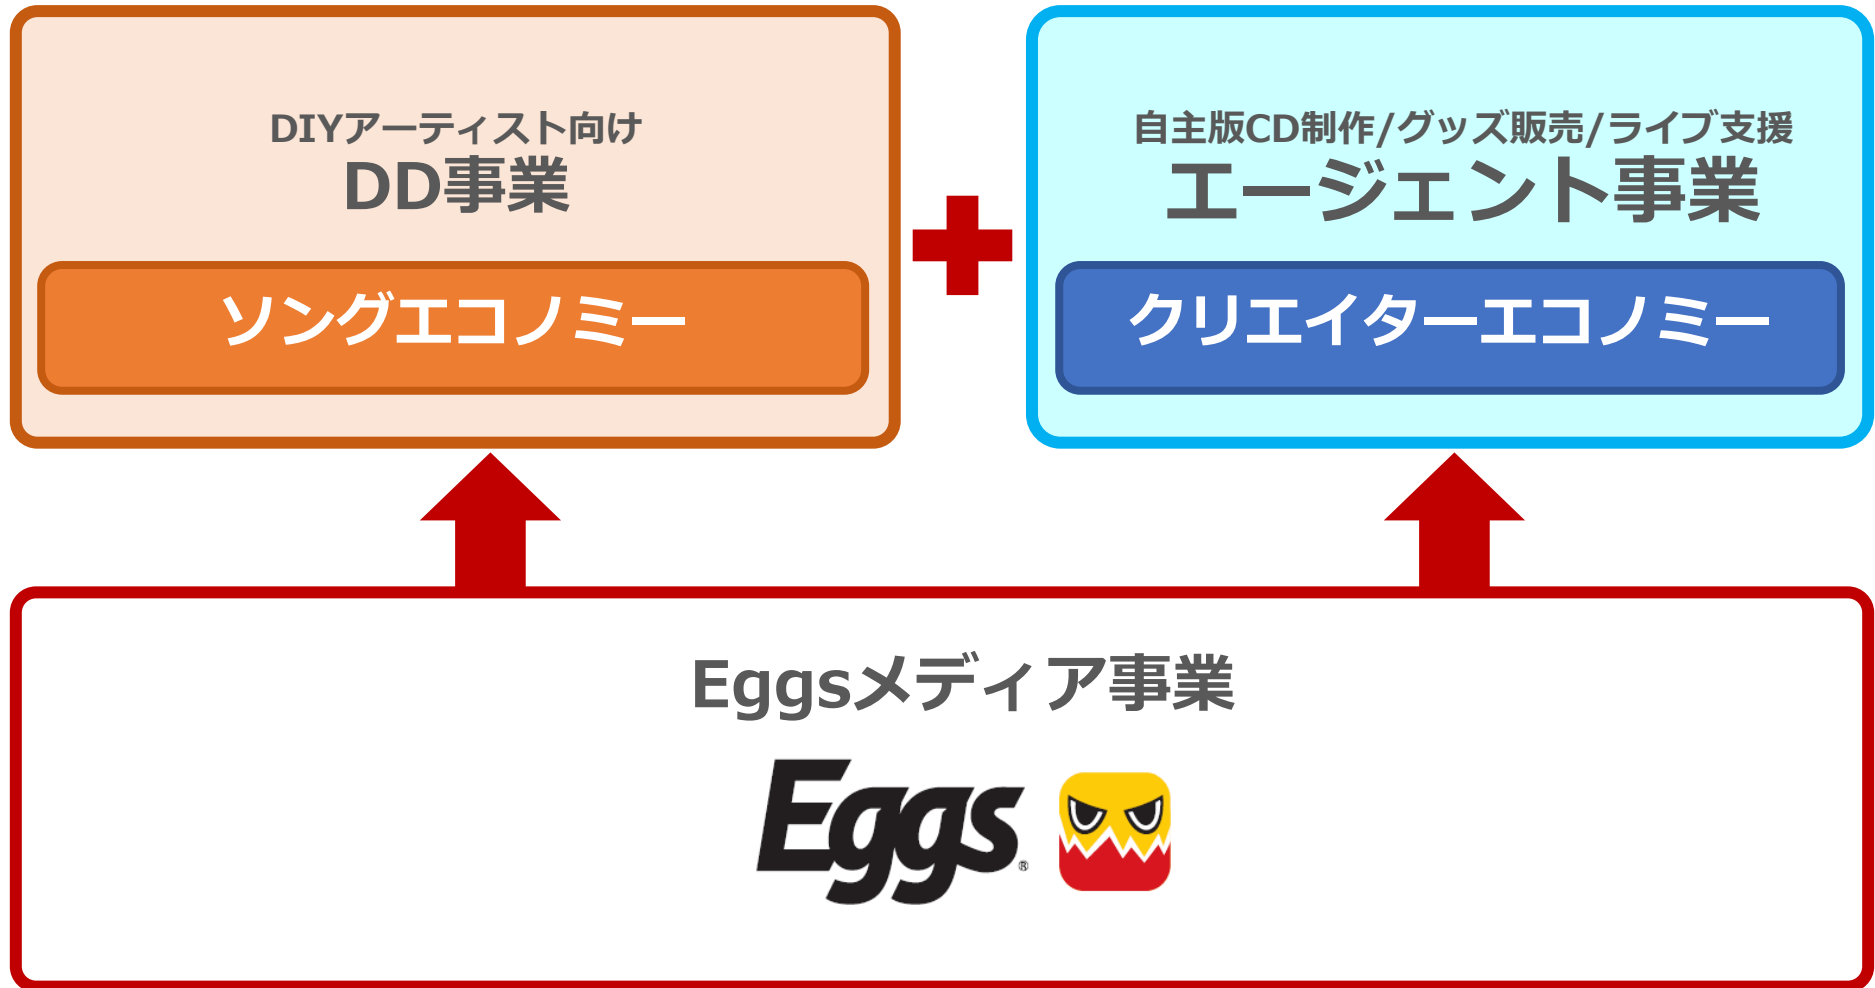 DIYアーティスト向け
DD事業
ソングエコノミー
自主版CD制作/グッズ販売/ライブ支援
エージェント事業
クリエイターエコノミー
Eggsメディア事業
Eggs®